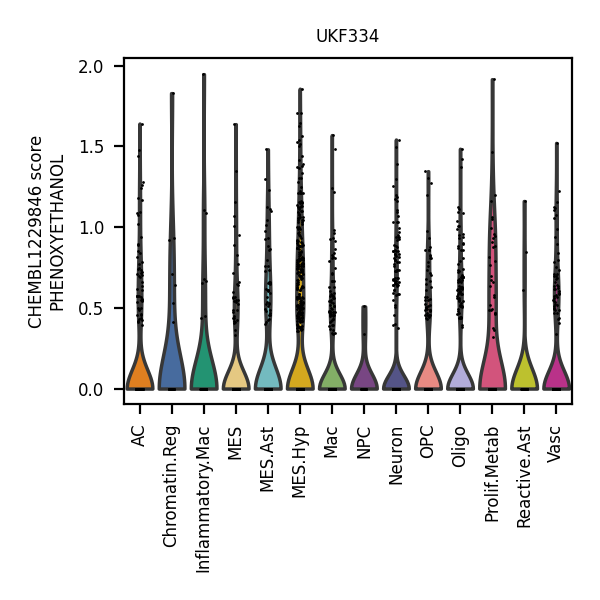 UKF334
CHEMBL1229846 score
PHENOXYETHANOL
2.0
1.5
1.0
0.5
0.0
AC
Chromatin.Reg
Inflammatory.Mac
MES
MES.Ast
MES.Hyp
Mac
NPC
Neuron
OPC
Oligo
Prolif.Metab
Reactive.Ast
Vasc